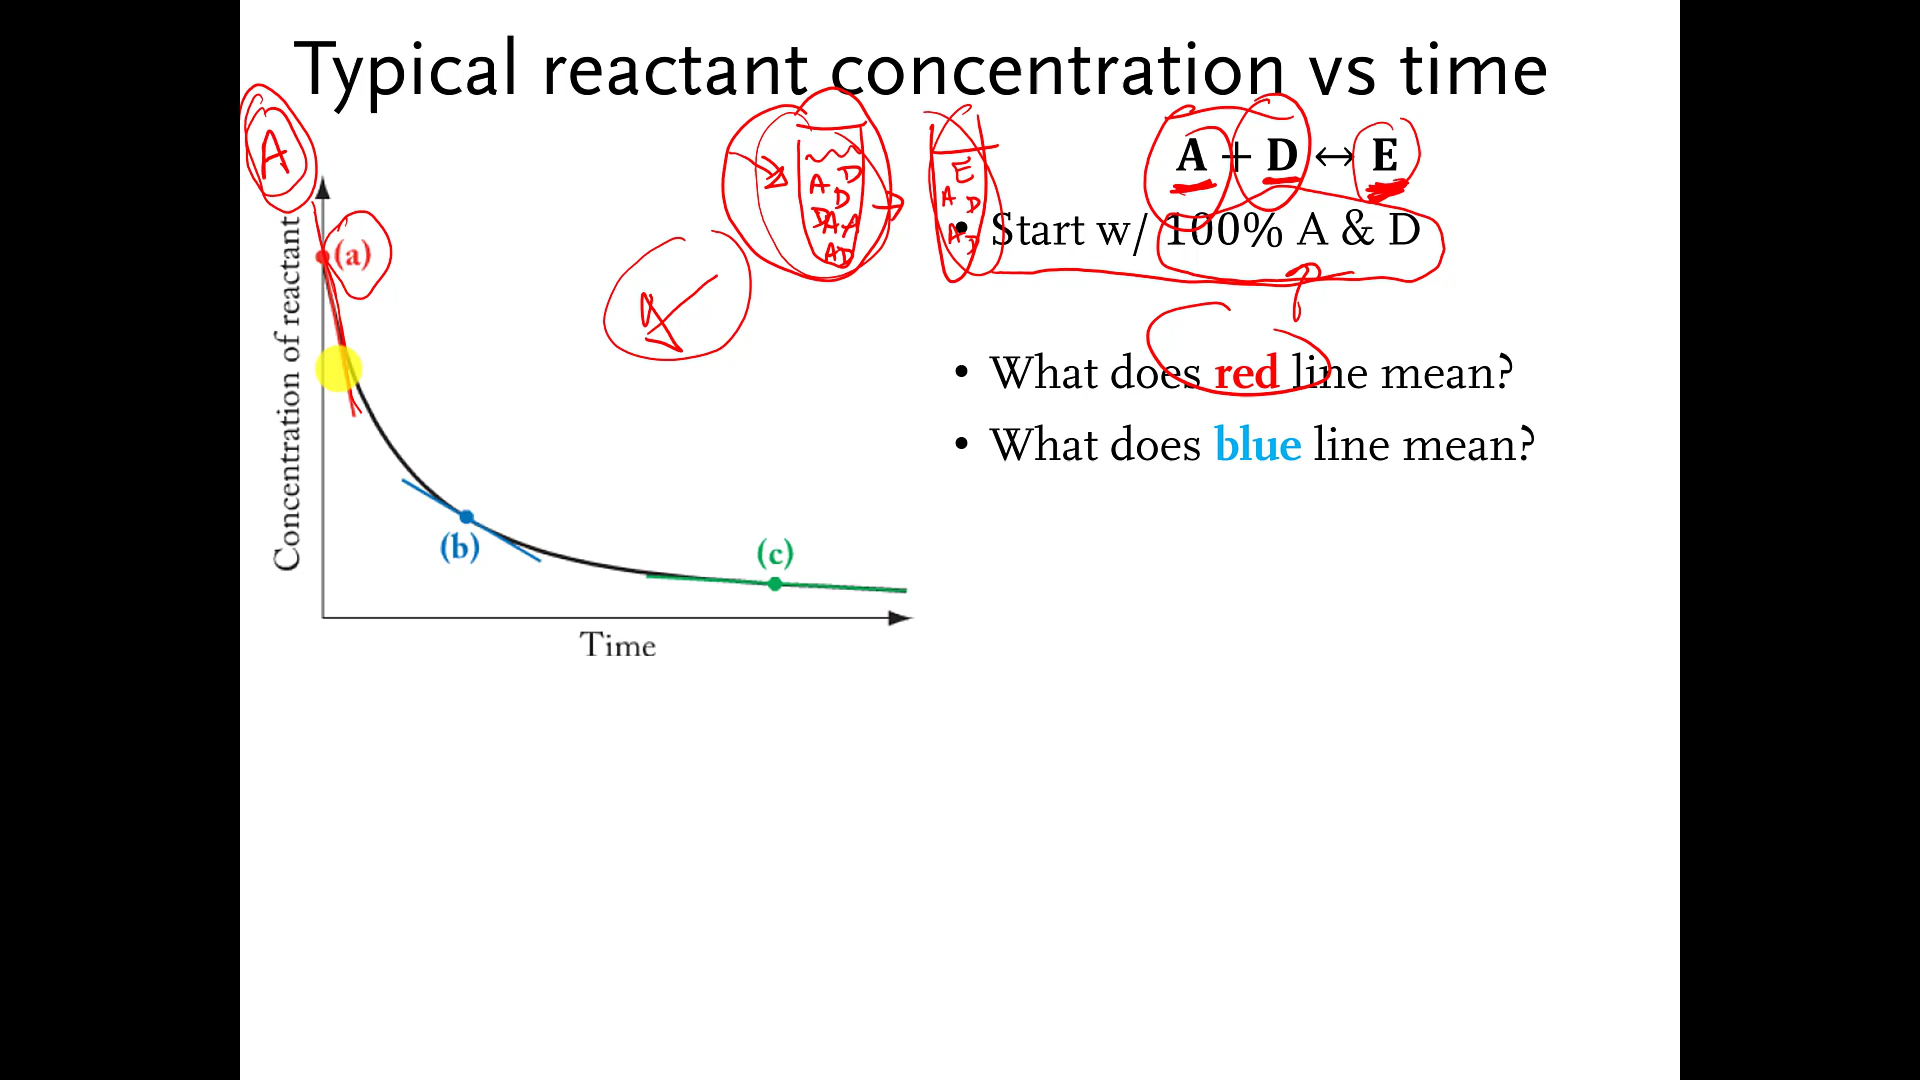 Typical reactant concentration vs time
A + D ↔ E
• Start w/ 100% A & D
• What does red line mean?
• What does blue line mean?
A
(a)
(b)
(c)
Concentration of reactant
Time
D
A
D
D A A
A D
E
A D
A D